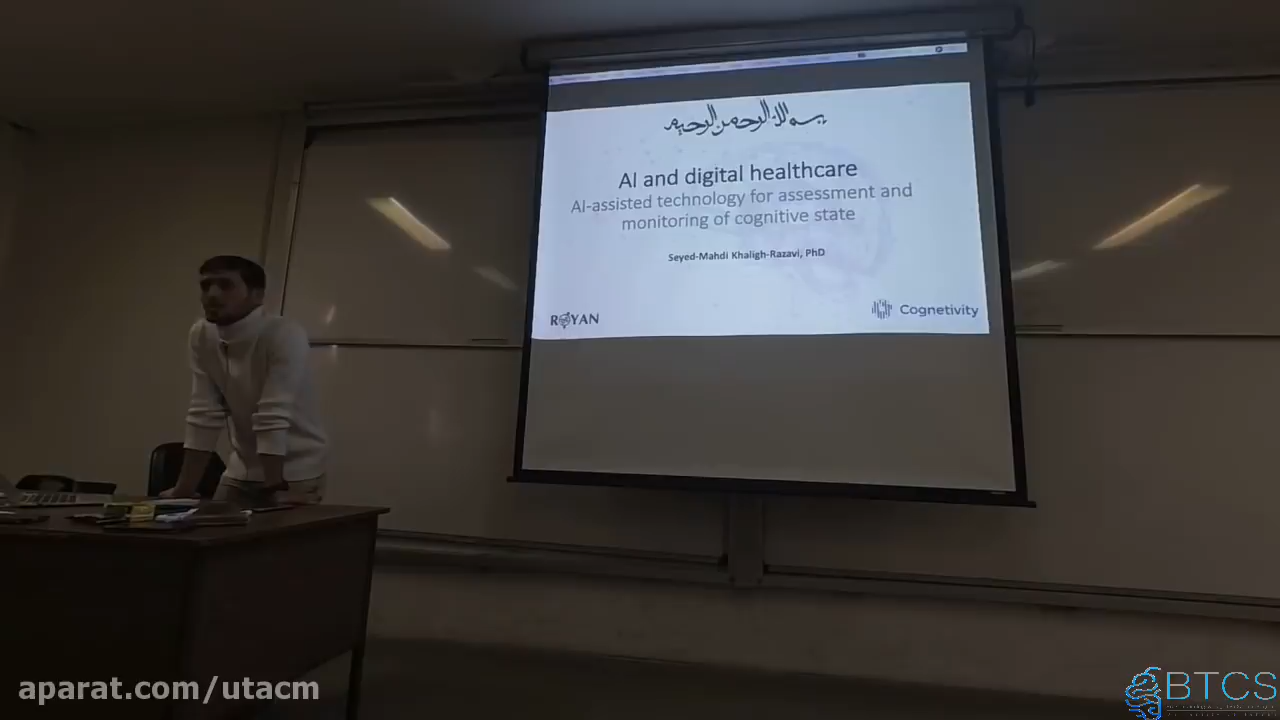 بسم الله الرحمن الرحیم
AI and digital healthcare
AI-assisted technology for assessment and
monitoring of cognitive state
Seyed-Mahdi Khaligh-Razavi, PhD
ROYAN
Cognetivity
aparat.com/utacm
BTCS